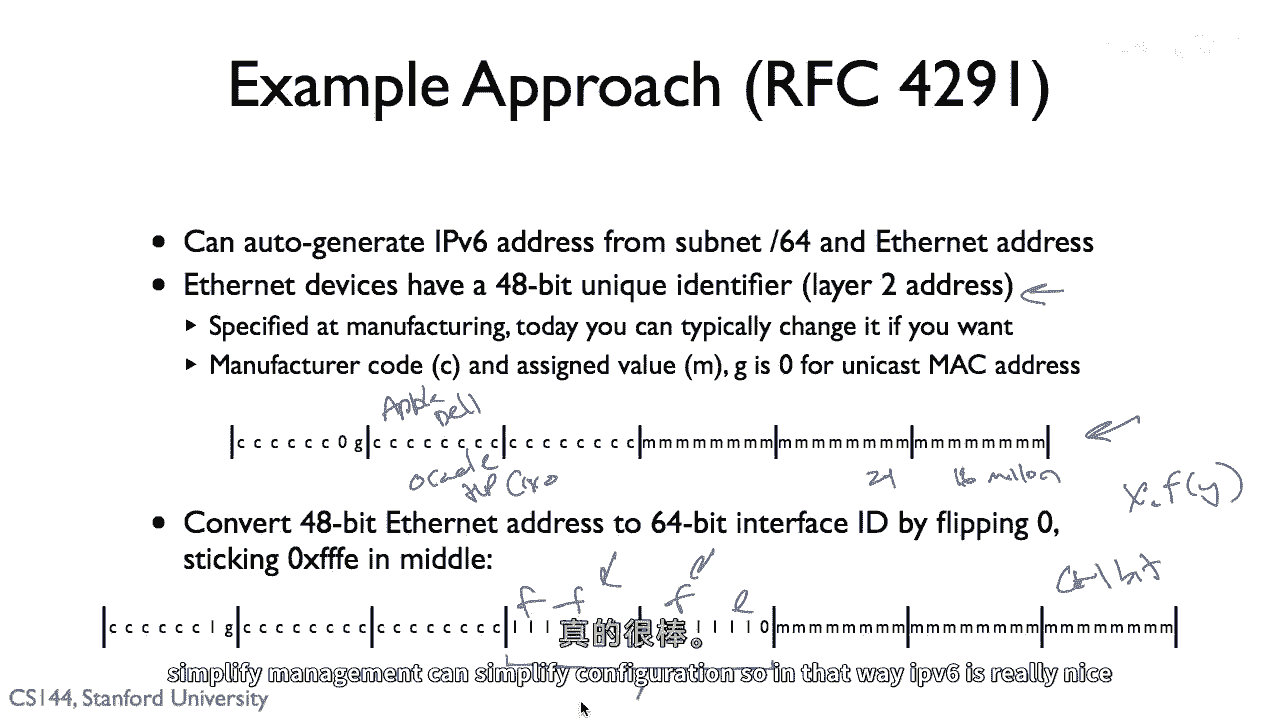 Example Approach (RFC 4291)
• Can auto-generate IPv6 address from subnet /64 and Ethernet address
• Ethernet devices have a 48-bit unique identifier (layer 2 address)
▸ Specified at manufacturing, today you can typically change it if you want
▸ Manufacturer code (c) and assigned value (m), g is 0 for unicast MAC address
Apple
Dell
c c c c c c 0 g c c c c c c c c c c c c c c c c m m m m m m m m m m m m m m m m m m m m m m m m
HP
24
16 million
x.f(y)
• Convert 48-bit Ethernet address to 64-bit interface ID by flipping 0,
sticking 0xfffe in middle:
f f f e
c c c c c c 1 g c c c c c c c c c c c c c c c c 1 1 1 1 1 1 1 0 m m m m m m m m m m m m m m m m m m m m m m m m
真的很棒。
simplify management can simplify configuration so in that way ipv6 is really nice
CS144, Stanford University